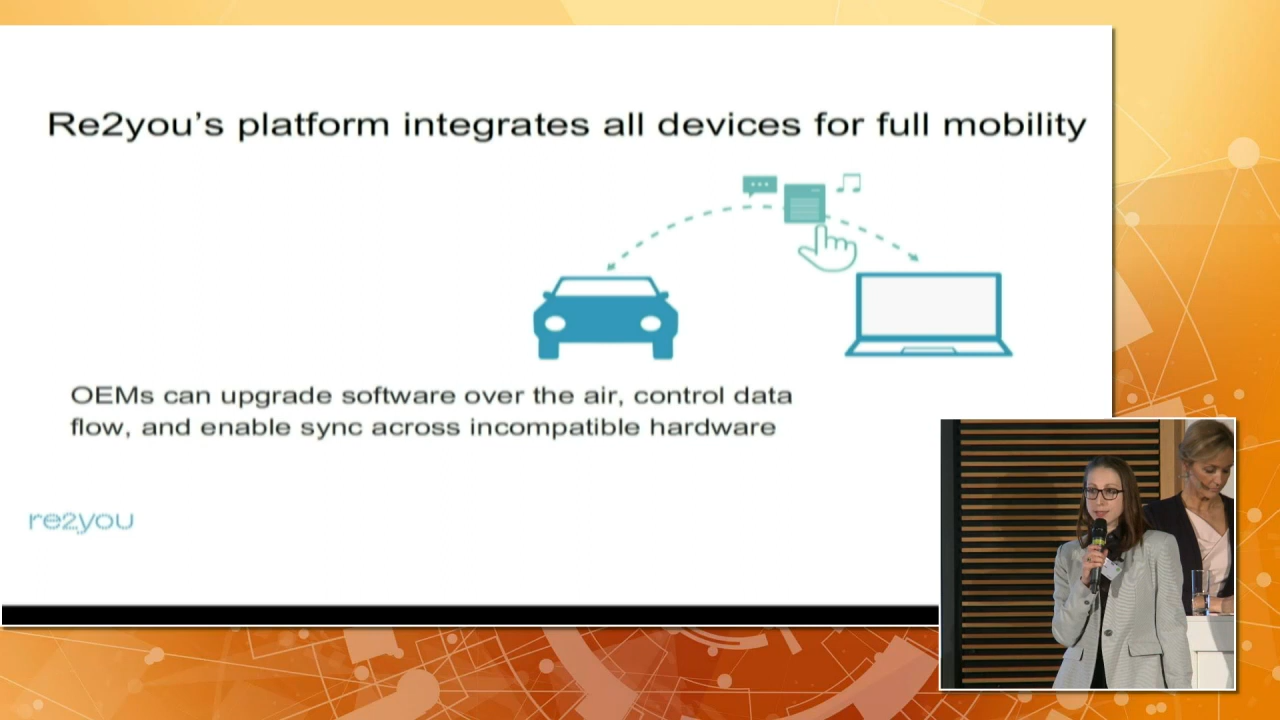 Re2you's platform integrates all devices for full mobility
OEMs can upgrade software over the air, control data
flow, and enable sync across incompatible hardware
re2you